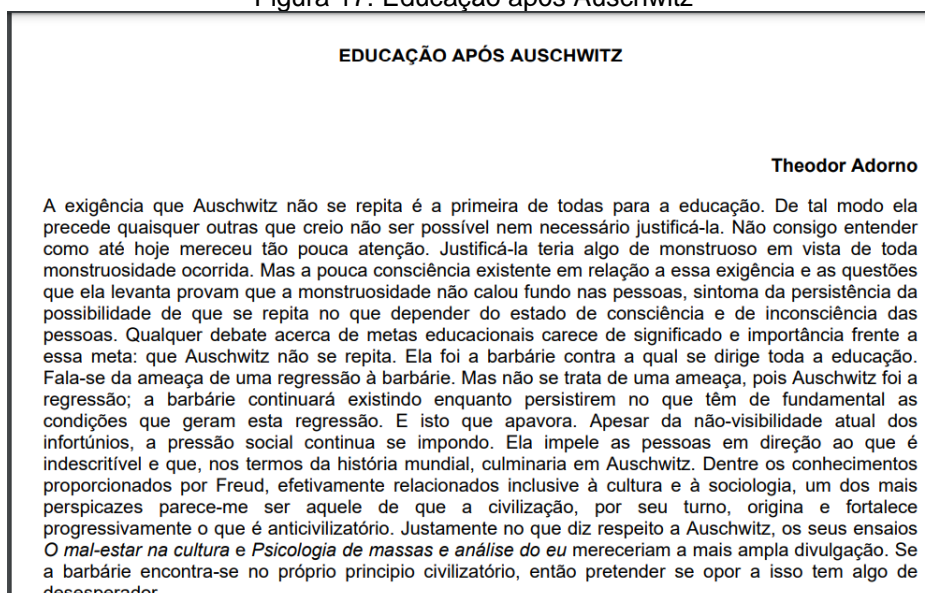 Figura 17: Educação após Auschwitz
EDUCAÇÃO APÓS AUSCHWITZ
Theodor Adorno
A exigência que Auschwitz não se repita é a primeira de todas para a educação. De tal modo ela
precede quaisquer outras que creio não ser possível nem necessário justificá-la. Não consigo entender
como até hoje mereceu tão pouca atenção. Justificá-la teria algo de monstruoso em vista de toda
monstruosidade ocorrida. Mas a pouca consciência existente em relação a essa exigência e as questões
que ela levanta provam que a monstruosidade não calou fundo nas pessoas, sintoma da persistência da
possibilidade de que se repita no que depender do estado de consciência e de inconsciência das
pessoas. Qualquer debate acerca de metas educacionais carece de significado e importância frente a
essa meta: que Auschwitz não se repita. Ela foi a barbárie contra a qual se dirige toda a educação.
Fala-se da ameaça de uma regressão à barbárie. Mas não se trata de uma ameaça, pois Auschwitz foi a
regressão; a barbárie continuará existindo enquanto persistirem no que têm de fundamental as
condições que geram esta regressão. E isto que apavora. Apesar da não-visibilidade atual dos
infortúnios, a pressão social continua se impondo. Ela impele as pessoas em direção ao que é
indescritível e que, nos termos da história mundial, culminaria em Auschwitz. Dentre os conhecimentos
proporcionados por Freud, efetivamente relacionados inclusive à cultura e à sociologia, um dos mais
perspicazes parece-me ser aquele de que a civilização, por seu turno, origina e fortalece
progressivamente o que é anticivilizatório. Justamente no que diz respeito a Auschwitz, os seus ensaios
O mal-estar na cultura e Psicologia de massas e análise do eu mereceriam a mais ampla divulgação. Se
a barbárie encontra-se no próprio principio civilizatório, então pretender se opor a isso tem algo de
desesperador